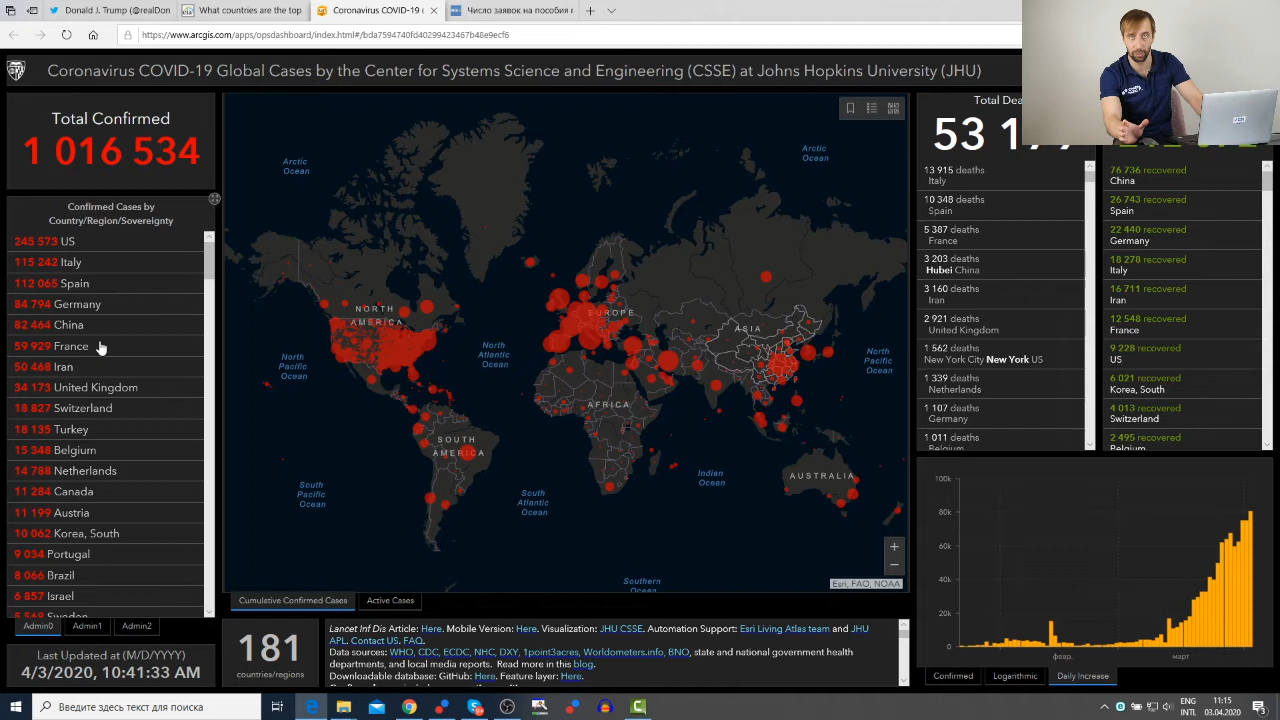 Donald J. Trump (@realDon
What countries are the top
Coronavirus COVID-19
Число заявок на пособия п
https://www.arcgis.com/apps/opsdashboard/index.html#/bda7594740fd40299423467b48e9ecf6
Coronavirus COVID-19 Global Cases by the Center for Systems Science and Engineering (CSSE) at Johns Hopkins University (JHU)
Total Confirmed
1 016 534
Confirmed Cases by
Country/Region/Sovereignty
245 573 US
115 242 Italy
112 065 Spain
84 794 Germany
82 464 China
59 929 France
50 468 Iran
34 173 United Kingdom
18 827 Switzerland
18 135 Turkey
15 348 Belgium
14 788 Netherlands
11 284 Canada
11 199 Austria
10 062 Korea, South
9 034 Portugal
8 066 Brazil
6 857 Israel
5 568 Sweden
Admin0
Admin1
Admin2
Last Updated at (M/D/YYYY)
4/3/2020, 10:41:33 AM
Arctic
Ocean
Arctic
Ocean
NORTH
AMERICA
EUROPE
ASIA
North
Pacific
Ocean
North
Atlantic
Ocean
North
Pacific
Ocean
AFRICA
SOUTH
AMERICA
Indian
Ocean
AUSTRALIA
South
Pacific
Ocean
South
Atlantic
Ocean
Southern
Esri, FAO, NOAA
Cumulative Confirmed Cases
Active Cases
181
countries/regions
Lancet Inf Dis Article: Here. Mobile Version: Here. Visualization: JHU CSSE. Automation Support: Esri Living Atlas team and JHU
APL. Contact US. FAQ.
Data sources: WHO, CDC, ECDC, NHC, DXY, 1point3acres, Worldometers.info, BNO, state and national government health
departments, and local media reports. Read more in this blog.
Downloadable database: GitHub: Here. Feature layer: Here.
Total Dea
53 1
13 915 deaths
Italy
10 348 deaths
Spain
5 387 deaths
France
3 203 deaths
Hubei China
3 160 deaths
Iran
2 921 deaths
United Kingdom
1 562 deaths
New York City New York US
1 339 deaths
Netherlands
1 107 deaths
Germany
1 011 deaths
Belgium
76 736 recovered
China
26 743 recovered
Spain
22 440 recovered
Germany
18 278 recovered
Italy
16 711 recovered
Iran
12 548 recovered
France
9 228 recovered
US
6 021 recovered
Korea, South
4 013 recovered
Switzerland
2 495 recovered
Belgium
100k
80k
60k
40k
20k
0
февр.
март
Confirmed
Logarithmic
Daily Increase
Введите здесь текст для поиска
ENG
INTL
11:15
03.04.2020